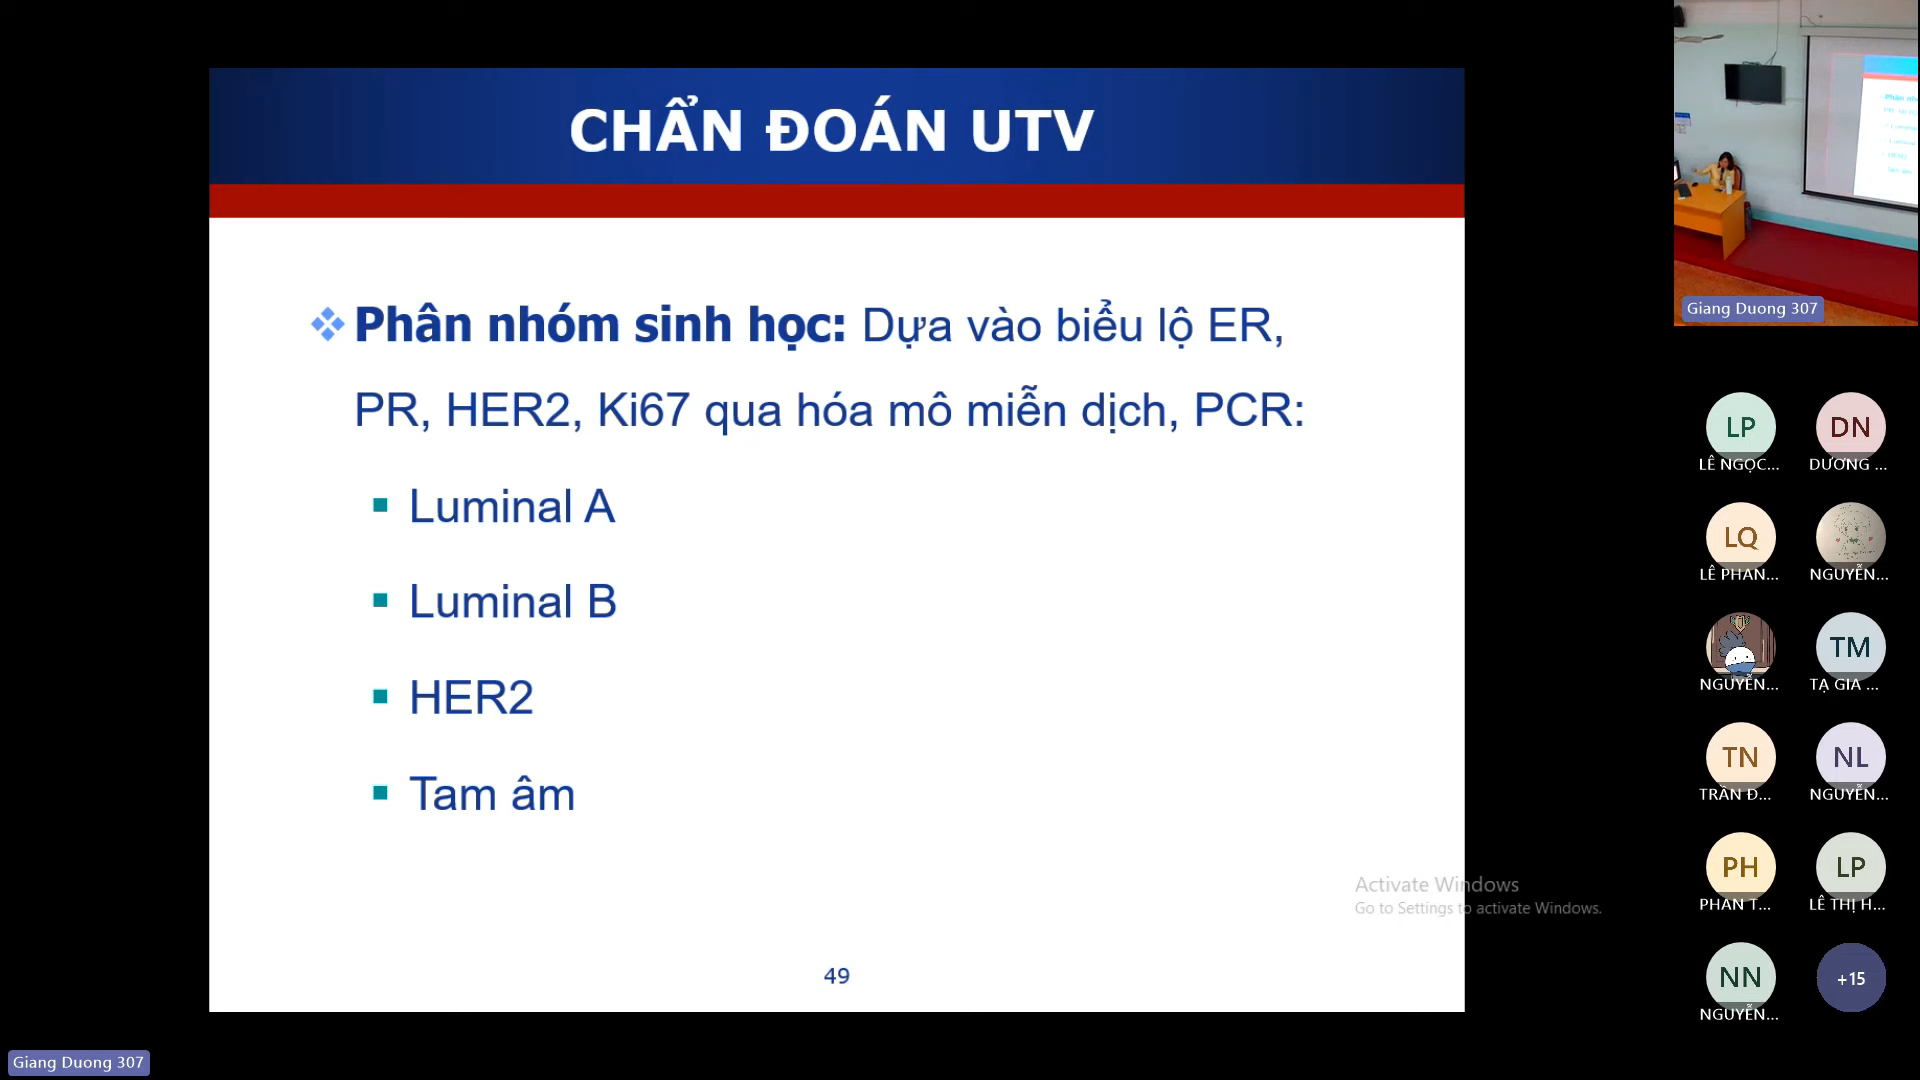 CHẨN ĐOÁN UTV
Phân nhóm sinh học: Dựa vào biểu lộ ER,
PR, HER2, Ki67 qua hóa mô miễn dịch, PCR:
Luminal A
Luminal B
HER2
Tam âm
Activate Windows
Go to Settings to activate Windows.
49
Giang Duong 307
Giang Duong 307
LP
LÊ NGỌC...
DN
DƯƠNG ...
LQ
LÊ PHAN...
NGUYỄN...
NGUYỄN...
TM
TẠ GIA ...
TN
TRẦN Đ...
NL
NGUYỄN...
PH
PHAN T...
LP
LÊ THỊ H...
NN
NGUYỄN...
+15